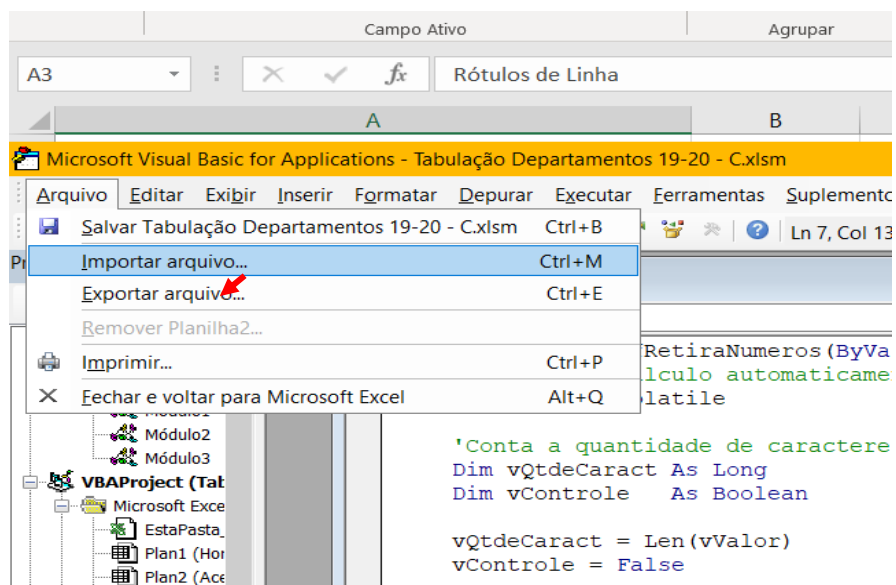 Campo Ativo Agrupar
A3 fx Rótulos de Linha
A B
Microsoft Visual Basic for Applications - Tabulação Departamentos 19-20 - C.xlsm
Arquivo Editar Exibir Inserir Formatar Depurar Executar Ferramentas Suplemento
Salvar Tabulação Departamentos 19-20 - C.xlsm Ctrl+B
Ln 7, Col 13
Importar arquivo... Ctrl+M
Exportar arquivo... Ctrl+E
Remover Planilha2...
Imprimir... Ctrl+P
Fechar e voltar para Microsoft Excel Alt+Q
RetiraNumeros(ByVa
lculo automaticame
latile
Módulo1
Módulo2
Módulo3
VBAProject (Tab
Microsoft Exce
EstaPasta_
Plan1 (Hor
Plan2 (Ace
'Conta a quantidade de caractere
Dim vQtdeCaract As Long
Dim vControle As Boolean
vQtdeCaract = Len(vValor)
vControle = False